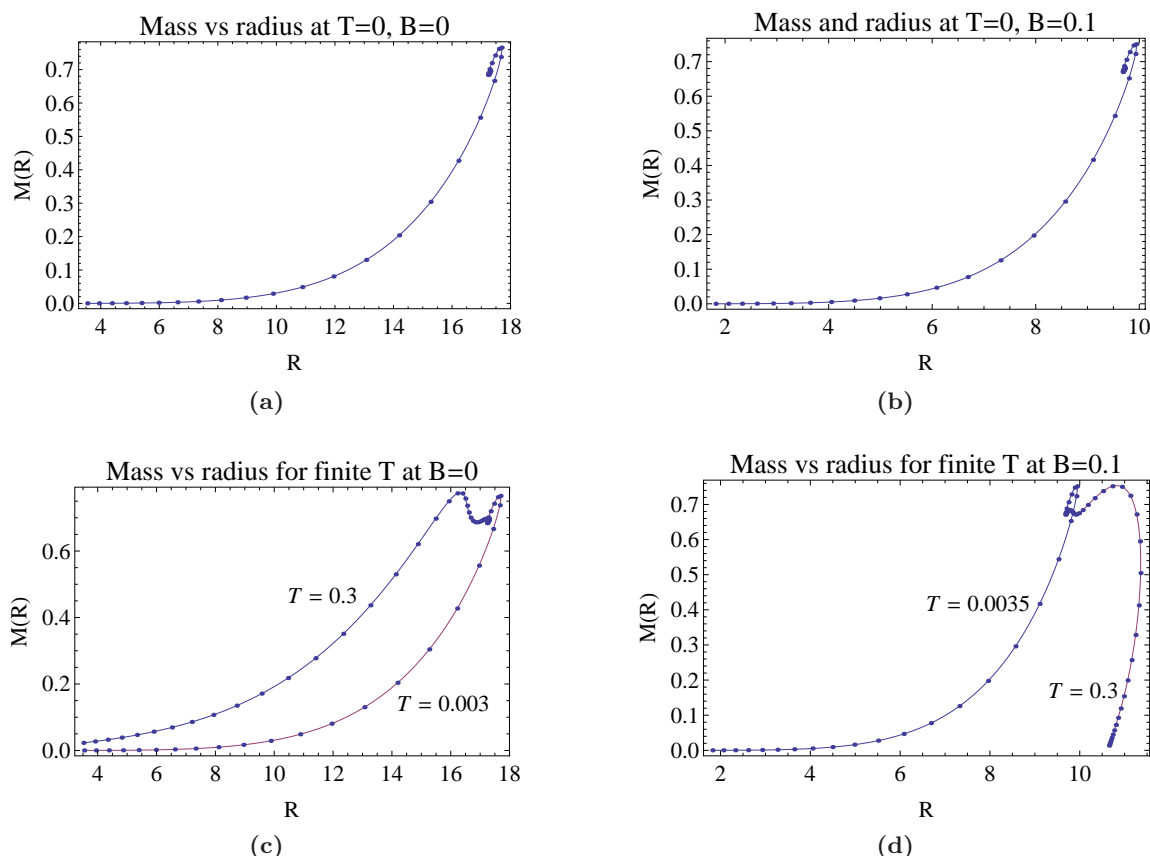 Mass vs radius at T=0, B=0
M(R)
0.7
0.6
0.5
0.4
0.3
0.2
0.1
0.0
4 6 8 10 12 14 16 18
R
(a)
Mass and radius at T=0, B=0.1
M(R)
0.7
0.6
0.5
0.4
0.3
0.2
0.1
0.0
2 4 6 8 10
R
(b)
Mass vs radius for finite T at B=0
M(R)
0.6
0.4
0.2
0.0
T = 0.3
T = 0.003
4 6 8 10 12 14 16 18
R
(c)
Mass vs radius for finite T at B=0.1
M(R)
0.7
0.6
0.5
0.4
0.3
0.2
0.1
0.0
T = 0.0035
T = 0.3
2 4 6 8 10
R
(d)